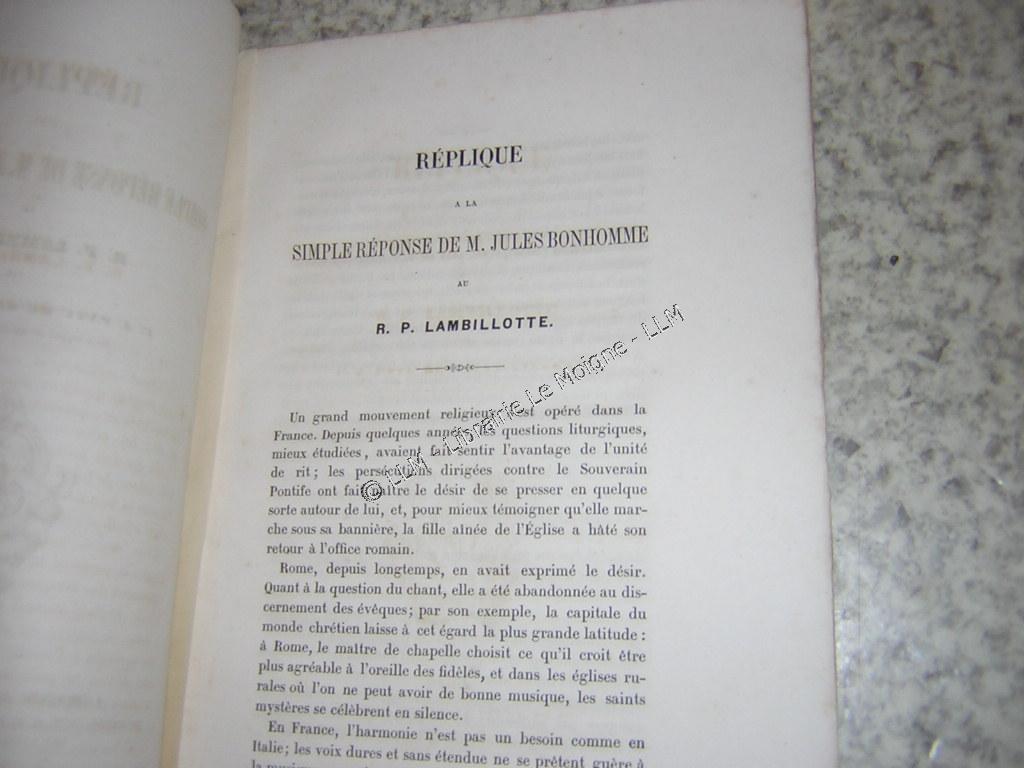 RÉPLIQUE
A LA
SIMPLE RÉPONSE DE M. JULES BONHOMME
AU
R. P. LAMBILLOTTE.
Un grand mouvement religieux s'est opéré dans la
France. Depuis quelques années, les questions liturgiques,
mieux étudiées, avaient fait sentir l'avantage de l'unité
de rit; les persécutions dirigées contre le Souverain
Pontife ont fait naître le désir de se presser en quelque
sorte autour de lui, et, pour mieux témoigner qu'elle mar-
che sous sa bannière, la fille aînée de l'Église a hâté son
retour à l'office romain.
Rome, depuis longtemps, en avait exprimé le désir.
Quant à la question du chant, elle a été abandonnée au dis-
cernement des évêques; par son exemple, la capitale du
monde chrétien laisse à cet égard la plus grande latitude :
à Rome, le maître de chapelle choisit ce qu'il croit être
plus agréable à l'oreille des fidèles, et dans les églises ru-
rales où l'on ne peut avoir de bonne musique, les saints
mystères se célèbrent en silence.
En France, l'harmonie n'est pas un besoin comme en
Italie; les voix dures et sans étendue ne se prêtent guère à
© LLM - Librairie Le Moigne - LLM